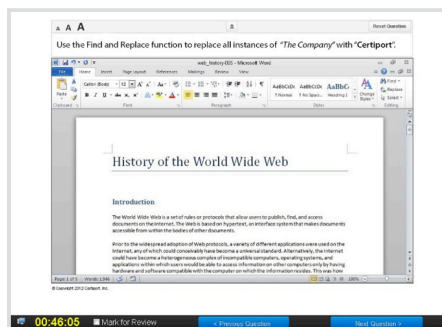 A A A Reset Question
Use the Find and Replace function to replace all instances of "The Company" with "Certiport".
web_history-005 - Microsoft Word
File Home Insert Page Layout References Mailings Review View
Paste
Calibri (Body) 12
AaBbCcDc AaBbCcDc AaBbC
¶ Normal ¶ No Spaci... Heading 1
Change Styles
Find
Replace
Select
Clipboard Font Paragraph Styles Editing
History of the World Wide Web
Introduction
The World Wide Web is a set of rules or protocols that allow users to publish, find, and access
documents on the Internet. The Web is based on hypertext, an interface system that makes documents
accessible from within the bodies of other documents.
Prior to the widespread adoption of Web protocols, a variety of different applications were used on the
Internet, any of which could conceivably have become a universal standard. Alternatively, the Internet
could have become a heterogenous complex of incompatible computers, operating systems, and
applications within which users would be able to access information on other computers only by having
hardware and software compatible with the computer on which the information resides. This was how
Page 1 of 5 Words: 1,946 100%
© Copyright 2012 Certiport, Inc.
00:46:05 Mark for Review < Previous Question Next Question >